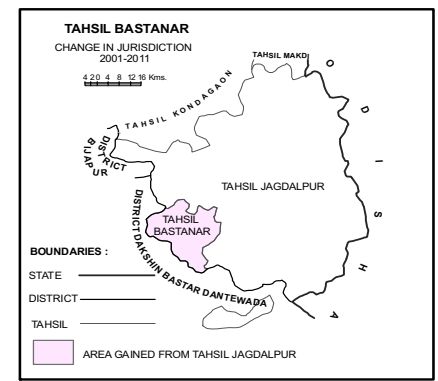 TAHSIL BASTANAR
CHANGE IN JURISDICTION
2001-2011
4 2 0 4 8 12 16 Kms.
TAHSIL MAKD
TAHSIL KONDAGAON
ODISHA
DISTRICT
BIJAPUR
TAHSIL JAGDALPUR
TAHSIL
BASTANAR
DISTRICT DAKSHIN BASTAR DANTEWADA
BOUNDARIES :
STATE
DISTRICT
TAHSIL
AREA GAINED FROM TAHSIL JAGDALPUR